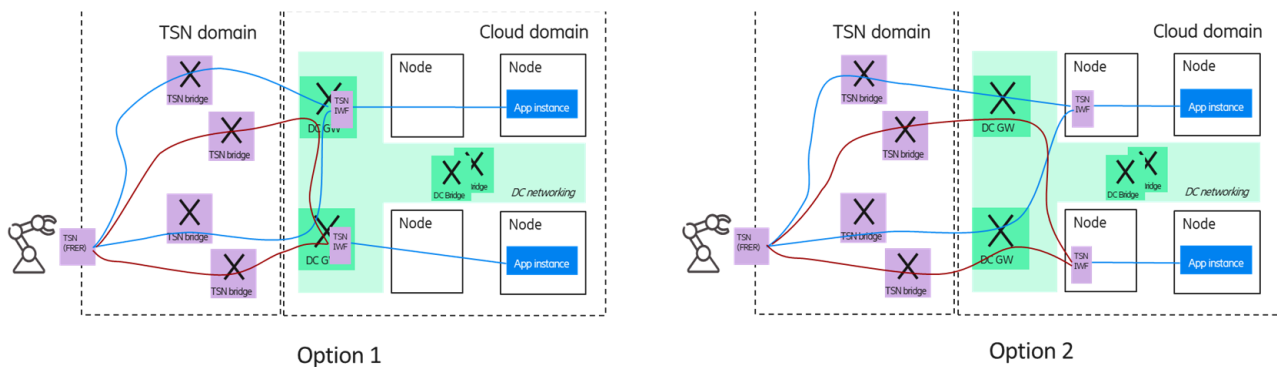 TSN domain
Cloud domain
TSN bridge
TSN bridge
TSN bridge
TSN bridge
TSN
(FRER)
TSN
IWF
DC GW
TSN
IWF
DC G
Node
Node
App instance
DC Bridge
ridge
DC networking
Node
Node
App instance
Option 1
TSN domain
Cloud domain
TSN bridge
TSN bridge
TSN bridge
TSN bridge
TSN
(FRER)
DC GW
DC GW
Node
TSN
IWF
Node
App instance
DC Bridge
ridge
DC networking
Node
TSN
IWF
Node
App instance
Option 2